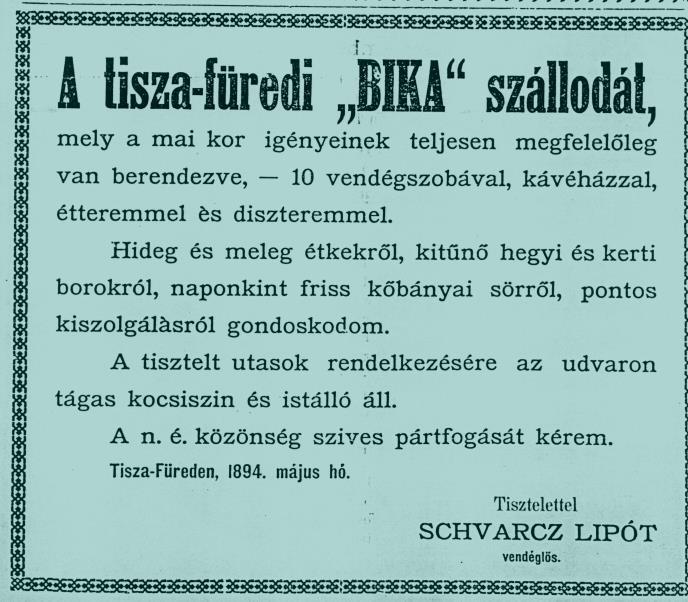 A tisza-füredi „BIKA“ szállodát,
mely a mai kor igényeinek teljesen megfelelőleg
van berendezve, — 10 vendégszobával, kávéházzal,
étteremmel ès diszteremmel.
Hideg és meleg étkekről, kitűnő hegyi és kerti
borokról, naponkint friss kőbányai sörről, pontos
kiszolgálàsról gondoskodom.
A tisztelt utasok rendelkezésére az udvaron
tágas kocsiszin és istálló áll.
A n. é. közönség szives pártfogását kérem.
Tisza-Füreden, 1894. május hó.
Tisztelettel
SCHVARCZ LIPÓT
vendéglös.